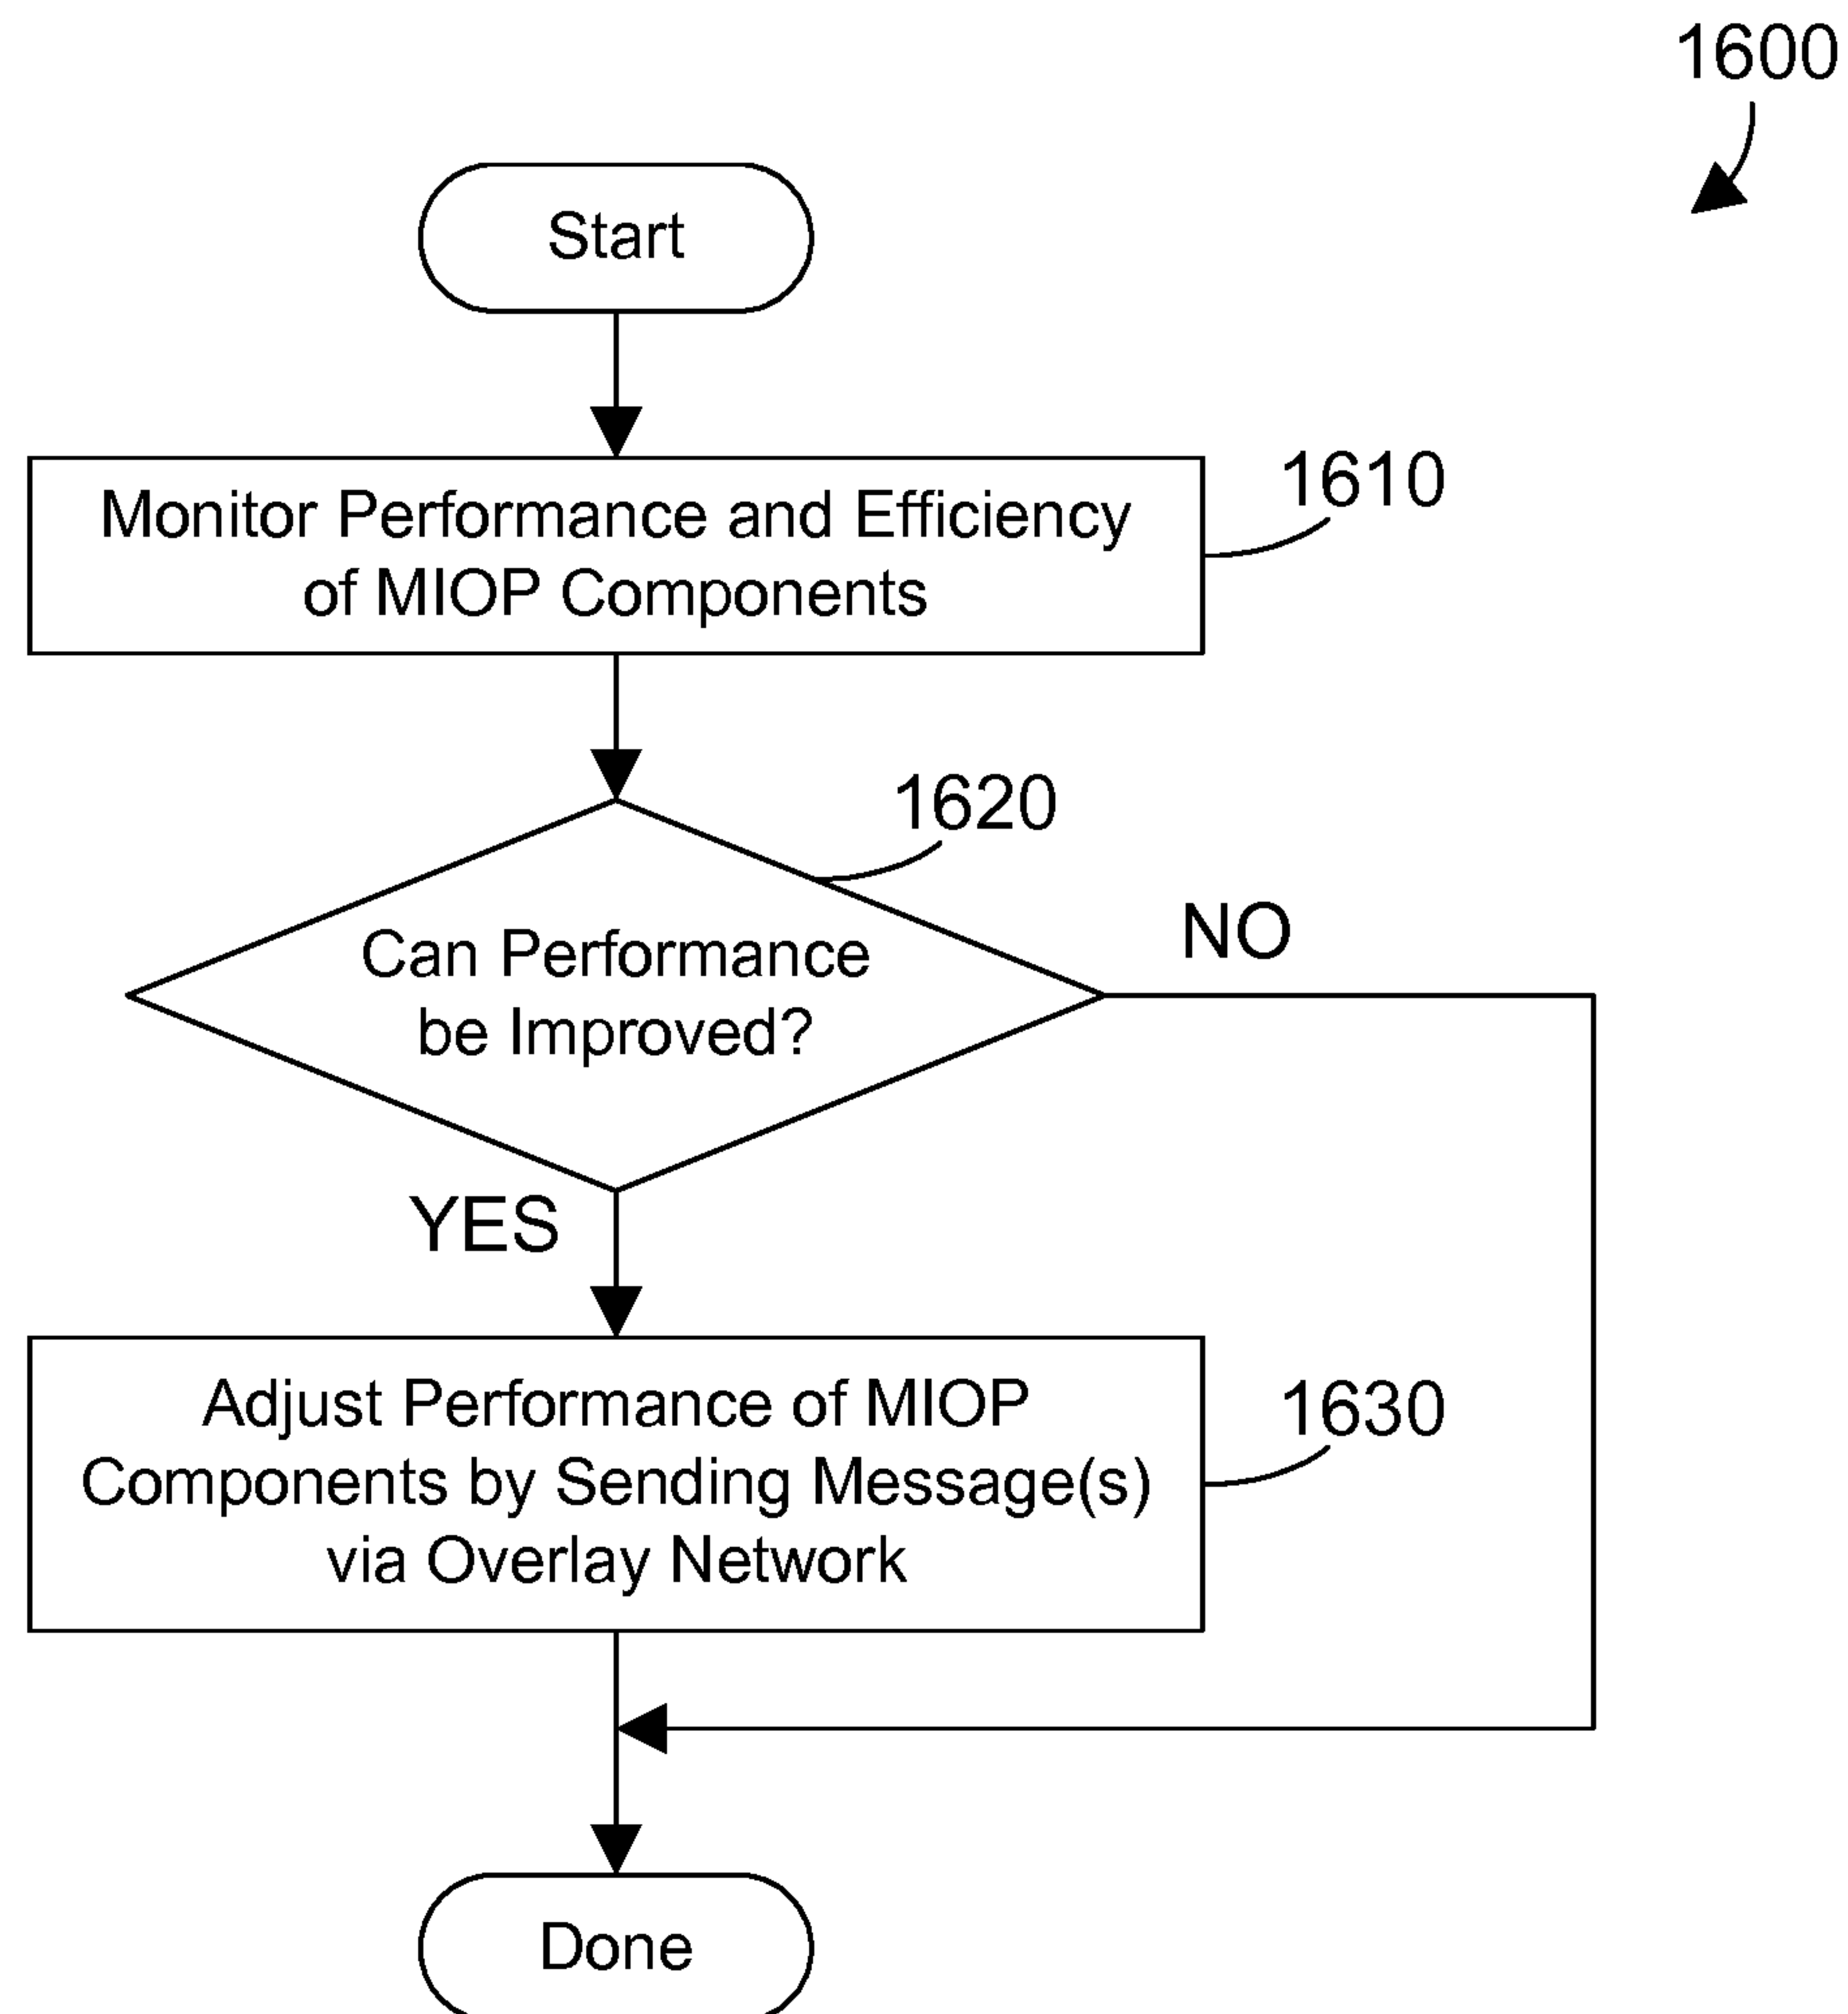 1600
Start
Monitor Performance and Efficiency
of MIOP Components
1610
1620
Can Performance
be Improved?
NO
YES
Adjust Performance of MIOP
Components by Sending Message(s)
via Overlay Network
1630
Done